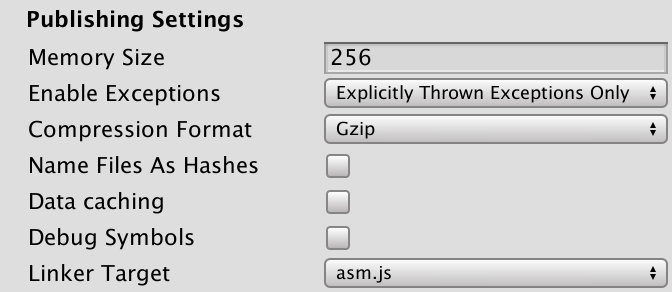 Publishing Settings
Memory Size 256
Enable Exceptions Explicitly Thrown Exceptions Only
Compression Format Gzip
Name Files As Hashes
Data caching
Debug Symbols
Linker Target asm.js